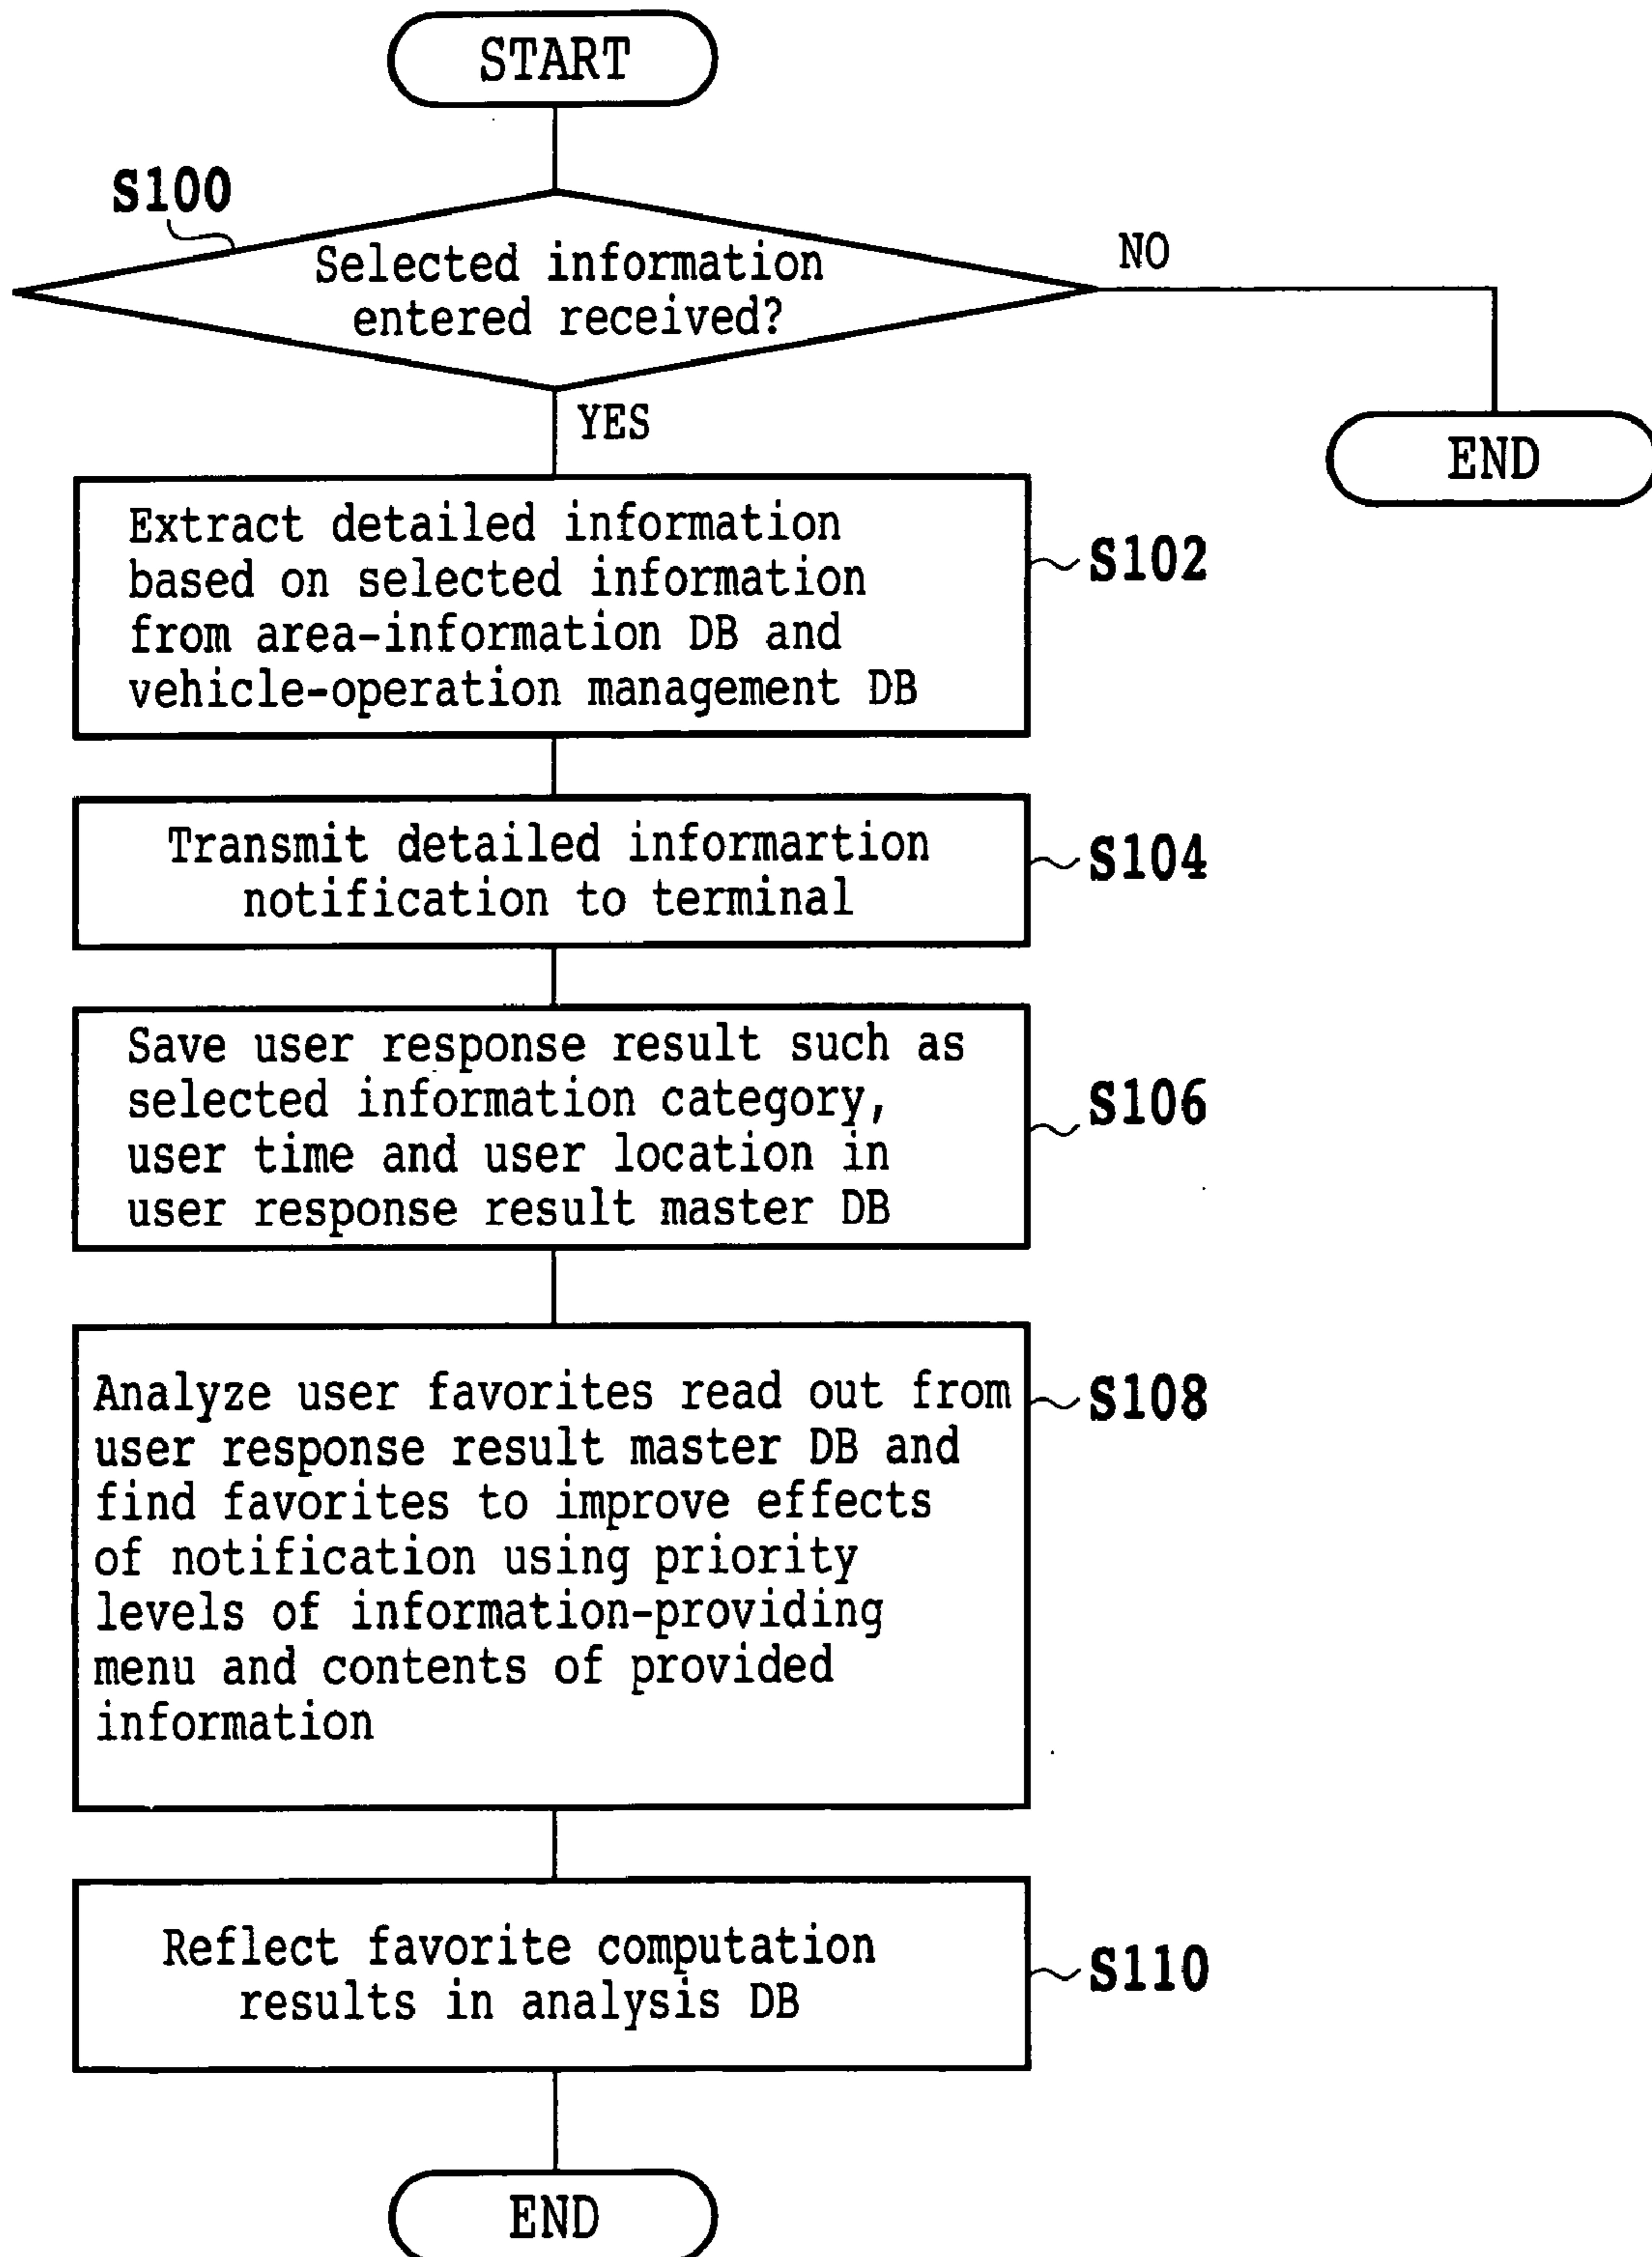 START
S100
Selected information
entered received?
NO
YES
END
Extract detailed information
based on selected information
from area-information DB and
vehicle-operation management DB
S102
Transmit detailed informartion
notification to terminal
S104
Save user response result such as
selected information category,
user time and user location in
user response result master DB
S106
Analyze user favorites read out from
user response result master DB and
find favorites to improve effects
of notification using priority
levels of information-providing
menu and contents of provided
information
S108
Reflect favorite computation
results in analysis DB
S110
END